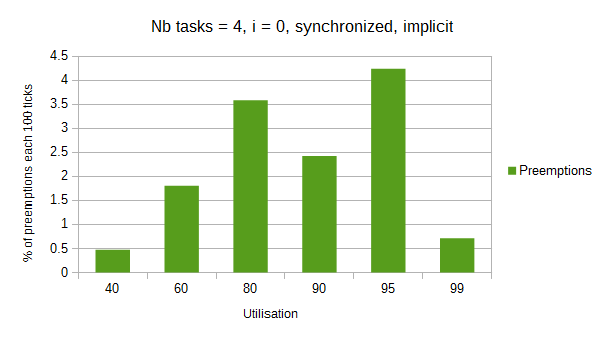 Nb tasks = 4, i = 0, synchronized, implicit
% of preemptions each 100 ticks
4.5
4
3.5
3
2.5
2
1.5
1
0.5
0
40 60 80 90 95 99
Utilisation
Preemptions